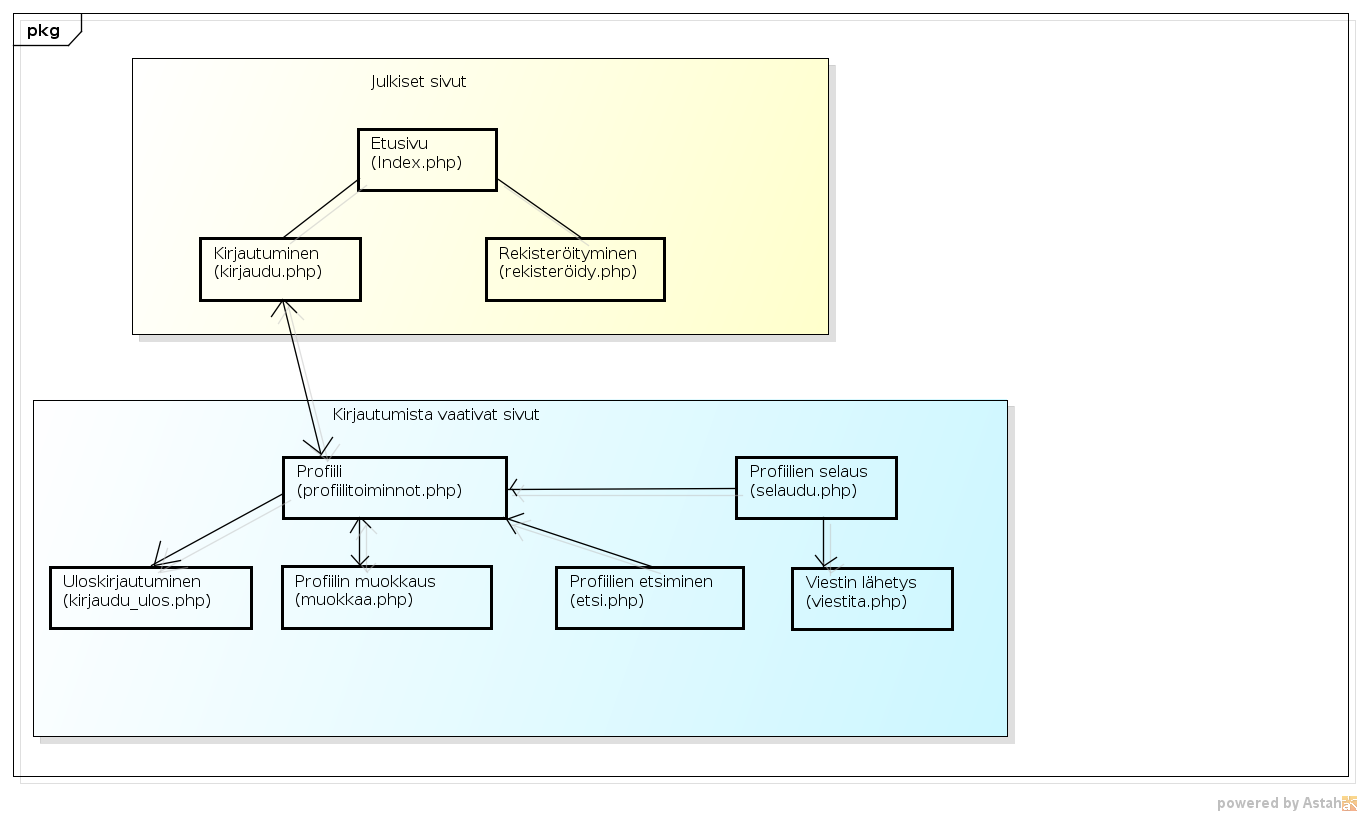 pkg
Julkiset sivut
Etusivu
(Index.php)
Kirjautuminen
(kirjaudu.php)
Rekisteröityminen
(rekisteröidy.php)
Kirjautumista vaativat sivut
Profiili
(profiilitoiminnot.php)
Profiilien selaus
(selaudu.php)
Uloskirjautuminen
(kirjaudu_ulos.php)
Profiilin muokkaus
(muokkaa.php)
Profiilien etsiminen
(etsi.php)
Viestin lähetys
(viestita.php)
powered by Astah